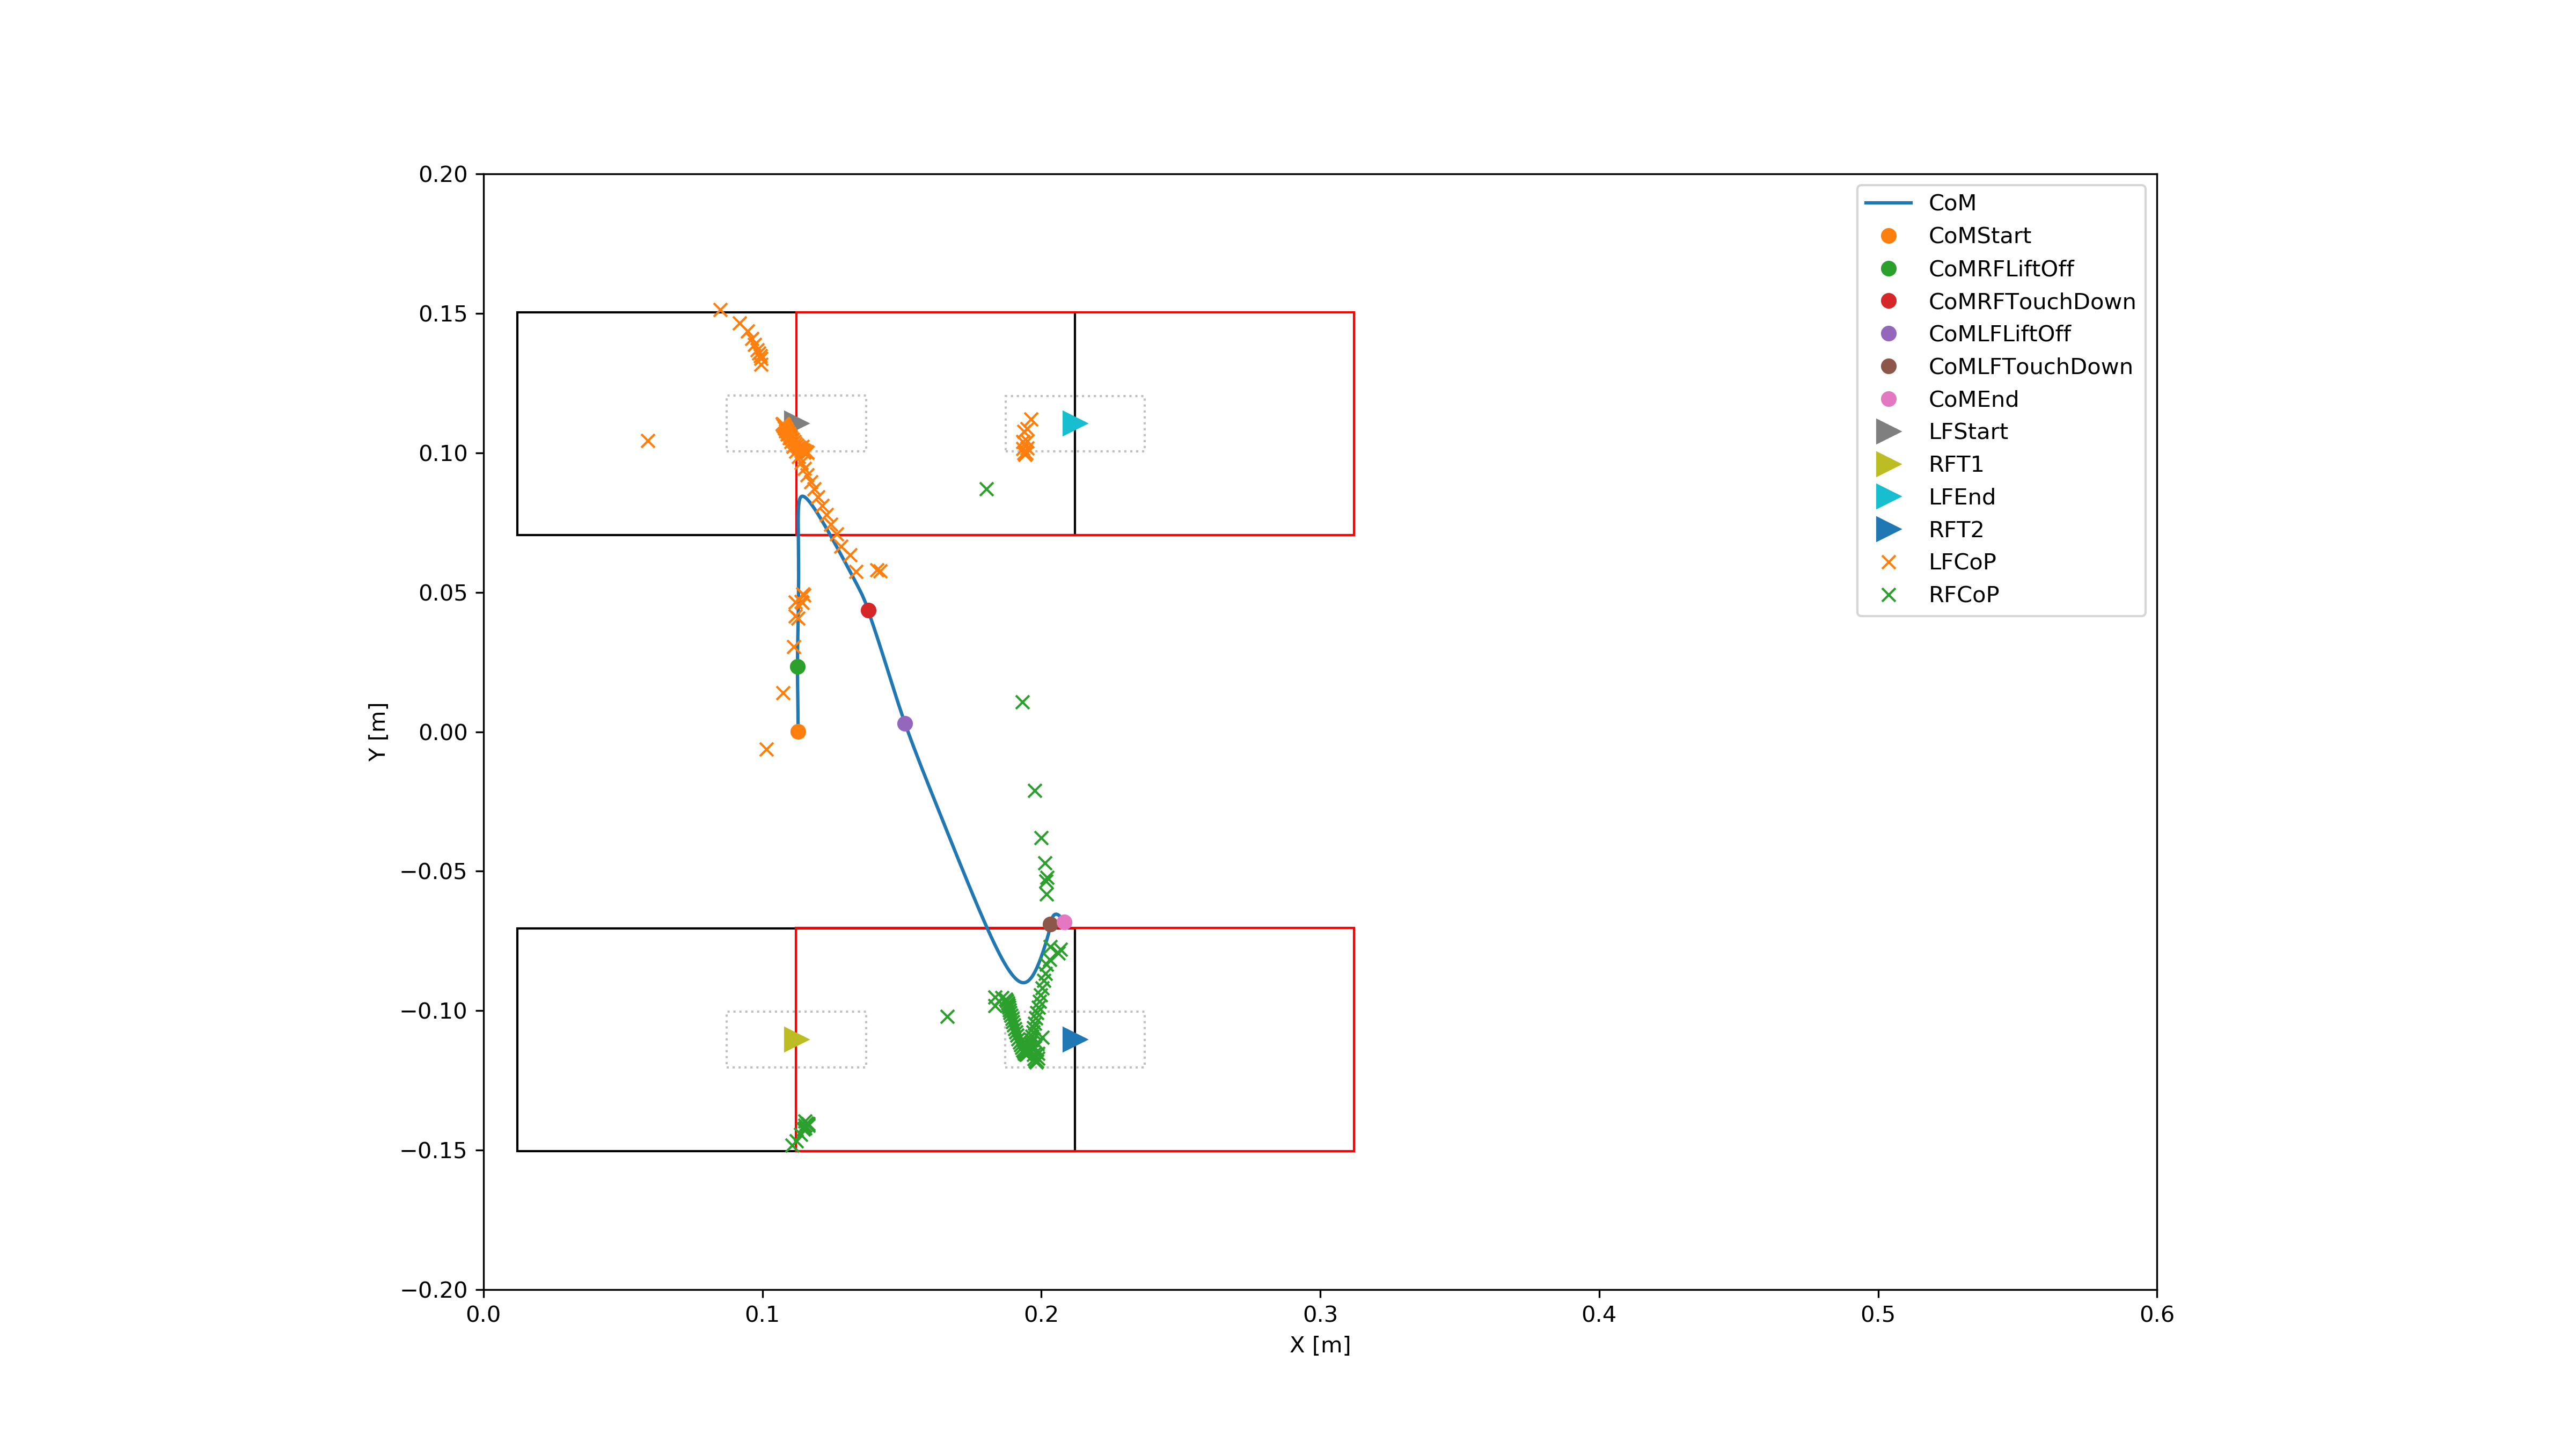 0.20
0.15
0.10
0.05
0.00
−0.05
−0.10
−0.15
−0.20
Y [m]
0.0 0.1 0.2 0.3 0.4 0.5 0.6
X [m]
CoM
CoMStart
CoMRFLiftOff
CoMRFTouchDown
CoMLFLiftOff
CoMLFTouchDown
CoMEnd
LFStart
RFT1
LFEnd
RFT2
LFCoP
RFCoP